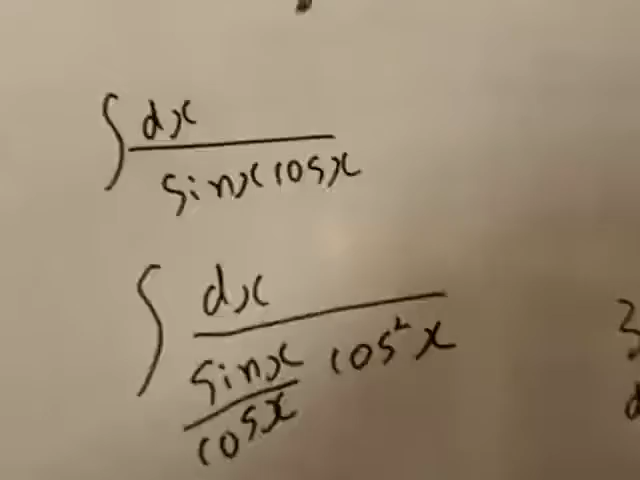 ∫ dx / sinx cosx
∫ dx / (sinx / cosx) cos²x